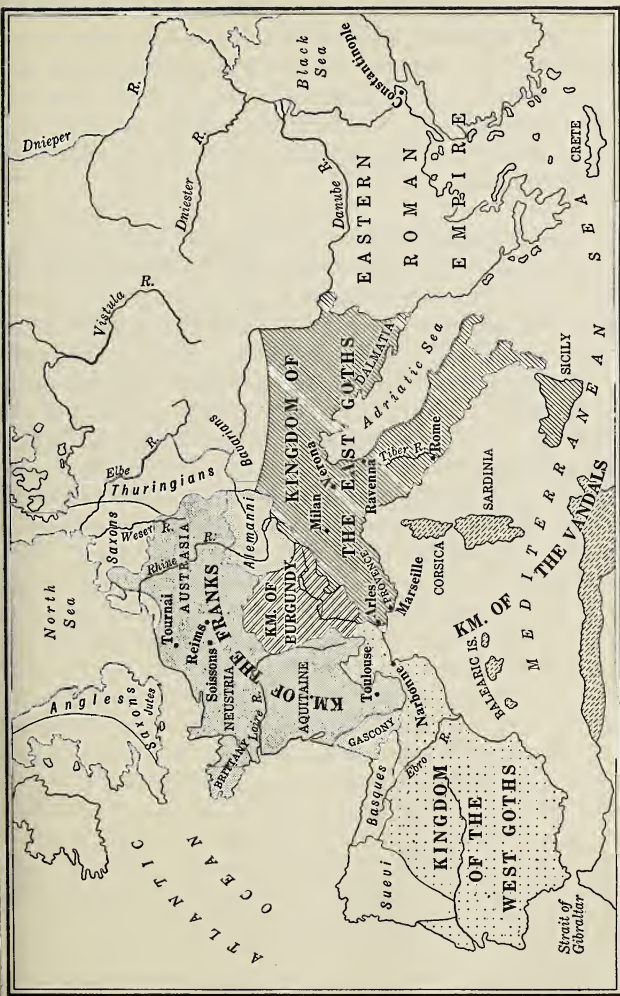 Dnieper
R.
Dniester
R.
Black
Sea
Constantinople
Danube R.
EASTERN
ROMAN
EMPIRE
CRETE
Vistula
R.
North
Sea
Elbe
R.
Thuringians
Bavarians
Saxons
Weser R.
AUSTRASIA
Rhine
R.
Alemanni
Angles
Saxons
Jutes
Tournai
Reims
Soissons
KM. OF THE FRANKS
NEUSTRIA
Loire R.
BRITTANY
AQUITAINE
Toulouse
GASCONY
KM. OF
BURGUNDY
KINGDOM OF
THE EAST GOTHS
DALMATIA
Adriatic Sea
Verona
Milan
Ravenna
Tiber R.
Rome
PROVENCE
Arles
Marseille
CORSICA
SARDINIA
SICILY
Narbonne
Basques
Ebro R.
Suevi
KINGDOM
OF THE
WEST GOTHS
BALEARIC IS.
KM. OF THE VANDALS
MEDITERRANEAN SEA
ATLANTIC
OCEAN
Strait of
Gibraltar